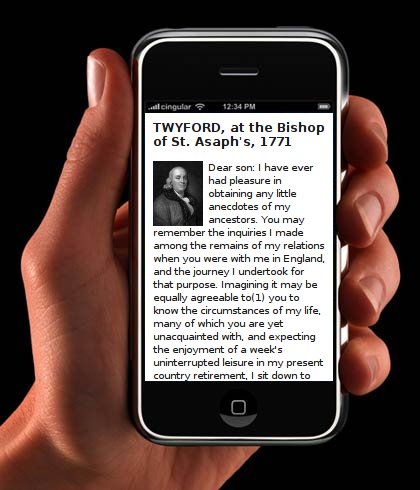 cingular 12:34 PM
TWYFORD, at the Bishop
of St. Asaph's, 1771
Dear son: I have ever
had pleasure in
obtaining any little
anecdotes of my
ancestors. You may
remember the inquiries I made
among the remains of my relations
when you were with me in England,
and the journey I undertook for
that purpose. Imagining it may be
equally agreeable to(1) you to
know the circumstances of my life,
many of which you are yet
unacquainted with, and expecting
the enjoyment of a week's
uninterrupted leisure in my present
country retirement, I sit down to